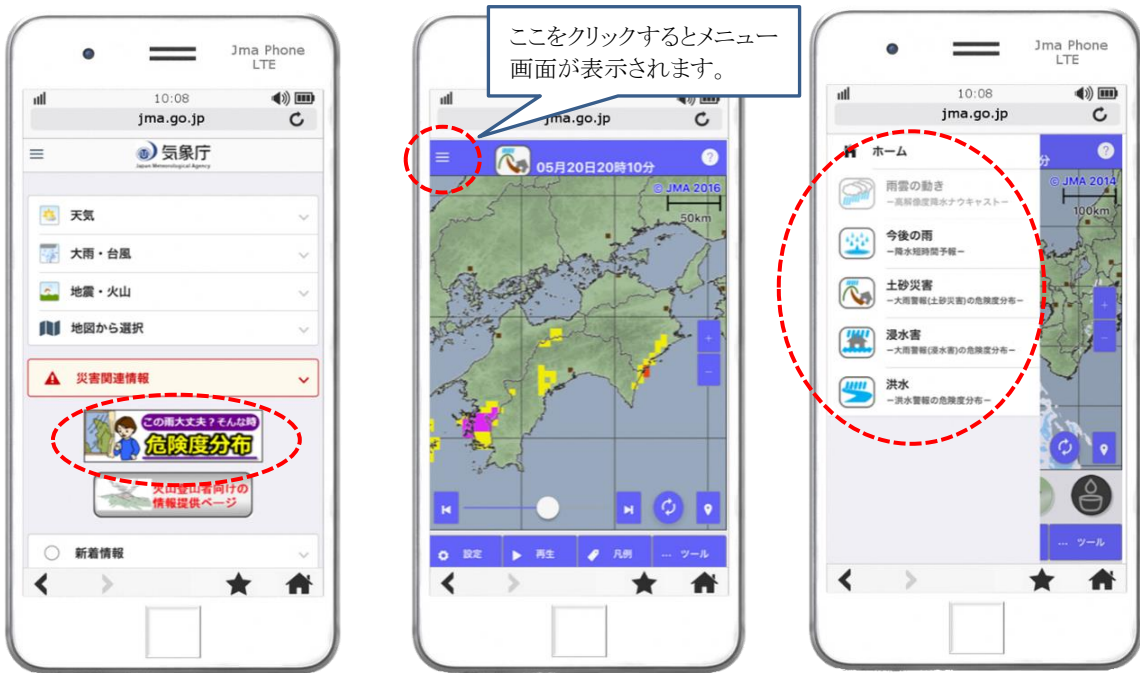 Jma Phone
LTE
10:08
jma.go.jp
気象庁
Japan Meteorological Agency
天気
大雨・台風
地震・火山
地図から選択
災害関連情報
この雨大丈夫?そんな時
危険度分布
火山登山者向けの
情報提供ページ
新着情報
ここをクリックするとメニュー
画面が表示されます。
jma.go.jp
05月20日20時10分
?
© JMA 2016
50km
+
−
設定
再生
凡例
... ツール
Jma Phone
LTE
10:08
jma.go.jp
ホーム
分
?
雨雲の動き
−高解像度降水ナウキャスト−
© JMA 2014
100km
今後の雨
−降水短時間予報−
土砂災害
−大雨警報(土砂災害)の危険度分布−
+
−
浸水害
−大雨警報(浸水害)の危険度分布−
洪水
−洪水警報の危険度分布−
... ツール